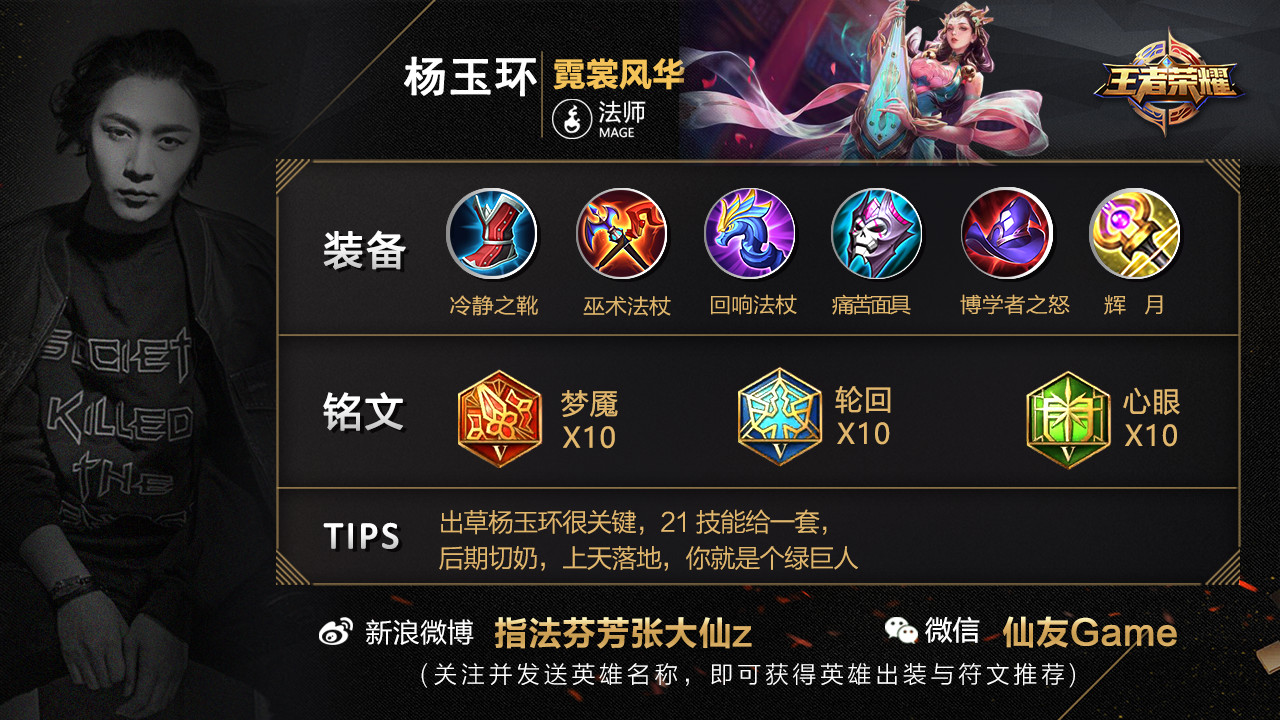 杨玉环
霓裳风华
法师
MAGE
王者荣耀
装备
冷静之靴
巫术法杖
回响法杖
痛苦面具
博学者之怒
辉 月
铭文
V
梦魇
X10
V
轮回
X10
V
心眼
X10
TIPS
出草杨玉环很关键，21 技能给一套，
后期切奶，上天落地，你就是个绿巨人
SOCIET
KILLED
THE
新浪微博 指法芬芳张大仙z
微信 仙友Game
（关注并发送英雄名称，即可获得英雄出装与符文推荐）